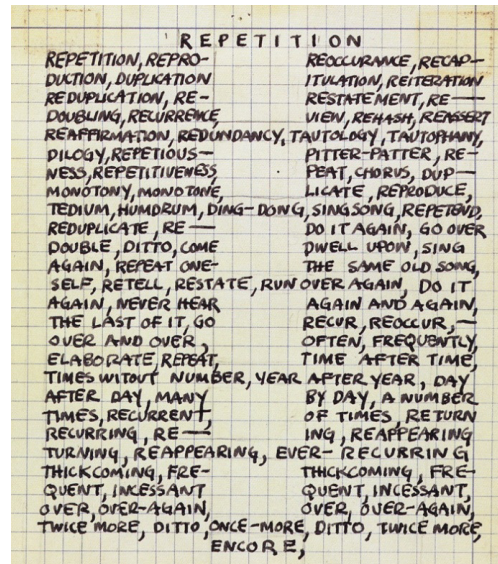 REPETITION
REPETITION, REPRO-
DUCTION, DUPLICATION
REDUPLICATION, RE-
DOUBLING, RECURRENCE,
REOCCURANCE, RECAP-
ITULATION, REITERATION
RESTATEMENT, RE-
VIEW, REHASH, REASSERT
REAFFIRMATION, REDUNDANCY, TAUTOLOGY, TAUTOPHANY,
DILOGY, REPETIOUS-
NESS, REPETITIVENESS,
MONOTONY, MONOTONE,
PITTER-PATTER, RE-
PEAT, CHORUS, DUP-
LICATE, REPRODUCE,
TEDIUM, HUMDRUM, DING-DONG, SINGSONG, REPETEND,
REDUPLICATE, RE-
DOUBLE, DITTO, COME
AGAIN, REPEAT ONE-
DO IT AGAIN, GO OVER
DWELL UPON, SING
THE SAME OLD SONG,
SELF, RETELL, RESTATE, RUN OVER AGAIN, DO IT
AGAIN, NEVER HEAR
THE LAST OF IT, GO
OVER AND OVER,
ELABORATE, REPEAT,
AGAIN AND AGAIN,
RECUR, REOCCUR, -
OFTEN, FREQUENTLY,
TIME AFTER TIME,
TIMES WITOUT NUMBER, YEAR AFTER YEAR, DAY
AFTER DAY, MANY
TIMES, RECURRENT,
RECURRING, RE-
BY DAY, A NUMBER
OF TIMES, RETURN
ING, REAPPEARING
TURNING, REAPPEARING, EVER-RECURRING
THICKCOMING, FRE-
QUENT, INCESSANT
OVER, OVER-AGAIN,
THICKCOMING, FRE-
QUENT, INCESSANT,
OVER, OVER-AGAIN,
TWICE MORE, DITTO, ONCE-MORE, DITTO, TWICE MORE,
ENCORE,